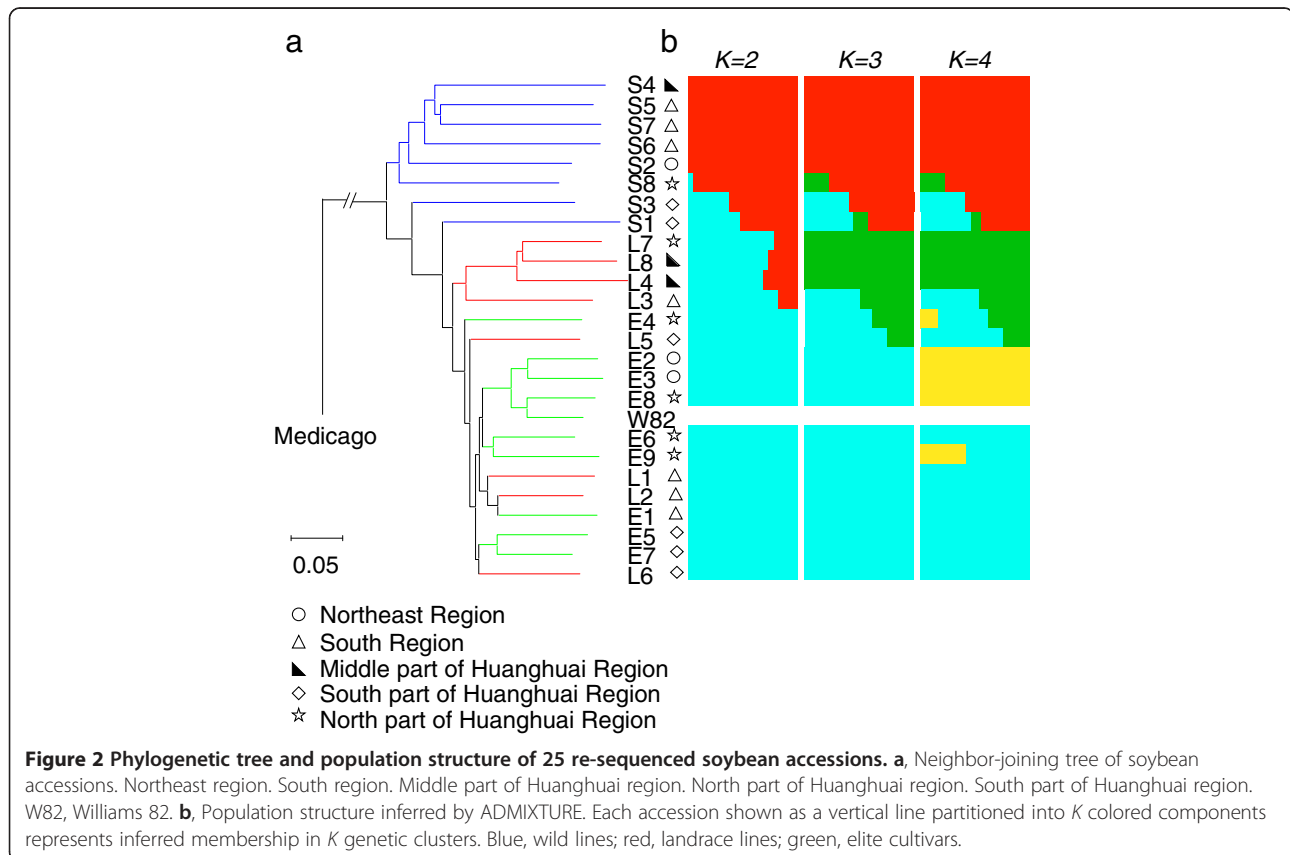 a
b
K=2 K=3 K=4
S4
S5
S7
S6
S2
S8
S3
S1
L7
L8
L4
L3
E4
L5
E2
E3
E8
W82
E6
E9
L1
L2
E1
E5
E7
L6
Medicago
0.05
Northeast Region
South Region
Middle part of Huanghuai Region
South part of Huanghuai Region
North part of Huanghuai Region
Figure 2 Phylogenetic tree and population structure of 25 re-sequenced soybean accessions. a, Neighbor-joining tree of soybean
accessions. Northeast region. South region. Middle part of Huanghuai region. North part of Huanghuai region. South part of Huanghuai region.
W82, Williams 82. b, Population structure inferred by ADMIXTURE. Each accession shown as a vertical line partitioned into K colored components
represents inferred membership in K genetic clusters. Blue, wild lines; red, landrace lines; green, elite cultivars.